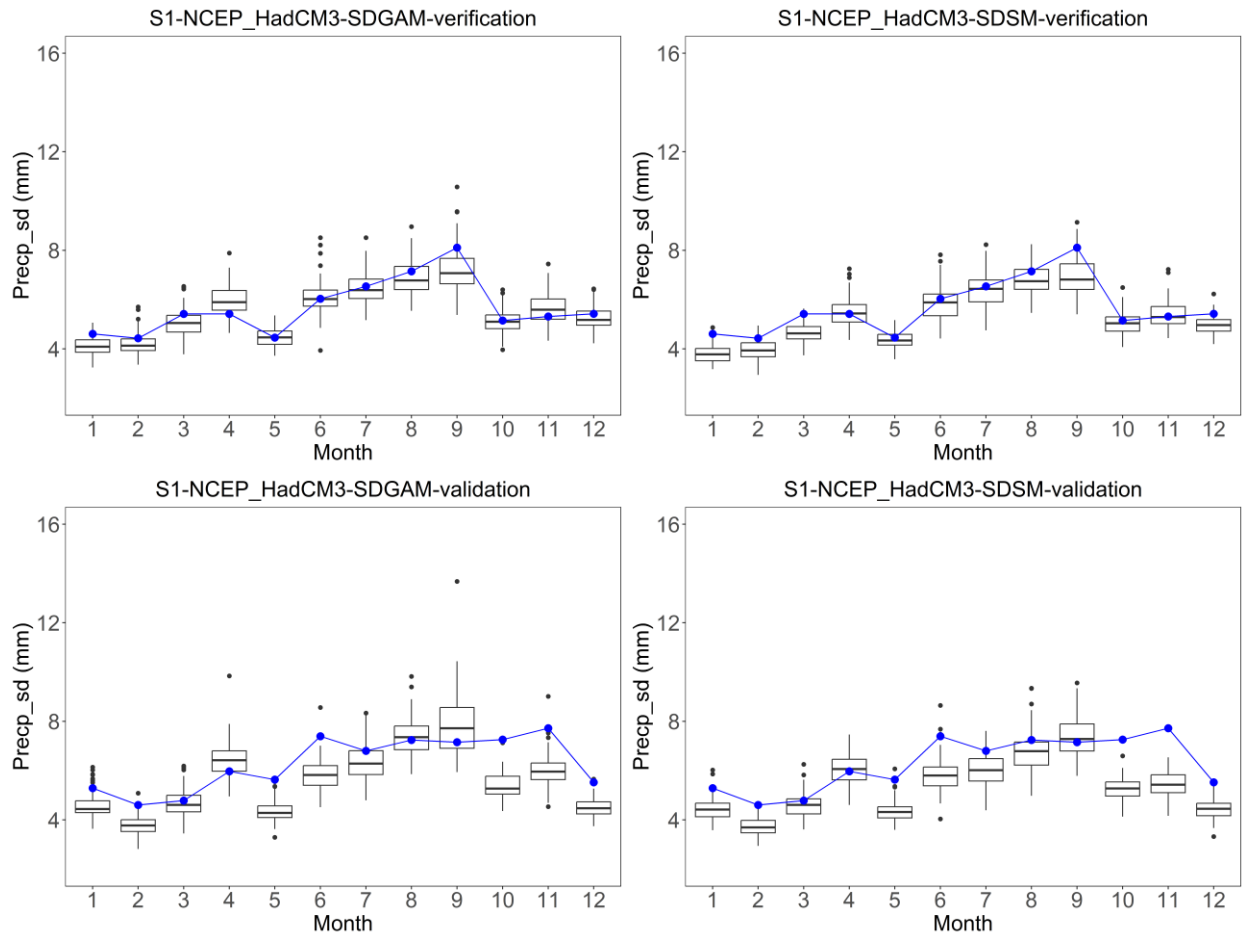 S1-NCEP_HadCM3-SDGAM-verification
Precp_sd (mm)
16
12
8
4
1 2 3 4 5 6 7 8 9 10 11 12
Month
S1-NCEP_HadCM3-SDSM-verification
Precp_sd (mm)
16
12
8
4
1 2 3 4 5 6 7 8 9 10 11 12
Month
S1-NCEP_HadCM3-SDGAM-validation
Precp_sd (mm)
16
12
8
4
1 2 3 4 5 6 7 8 9 10 11 12
Month
S1-NCEP_HadCM3-SDSM-validation
Precp_sd (mm)
16
12
8
4
1 2 3 4 5 6 7 8 9 10 11 12
Month